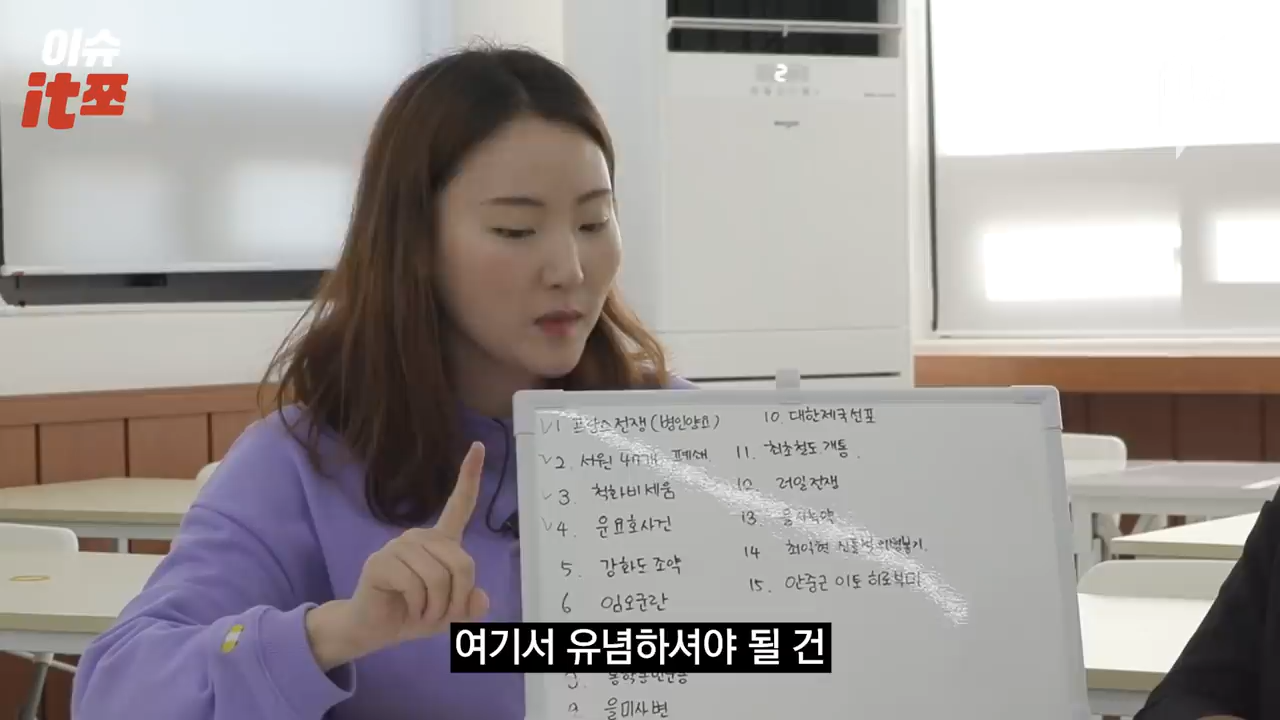 이슈
it쪼
2
1 프랑스전쟁(병인양요)
2. 서원 47개 폐쇄
3. 척화비 세움
4. 운요호사건
5. 강화도 조약
6 임오군란
을미사변
10. 대한제국선포
11. 최초철도 개통.
12. 러일전쟁
13. 을사늑약
14 최익현 신돌석 의병봉기.
15. 안중근 이토 히로부미
여기서 유념하셔야 될 건